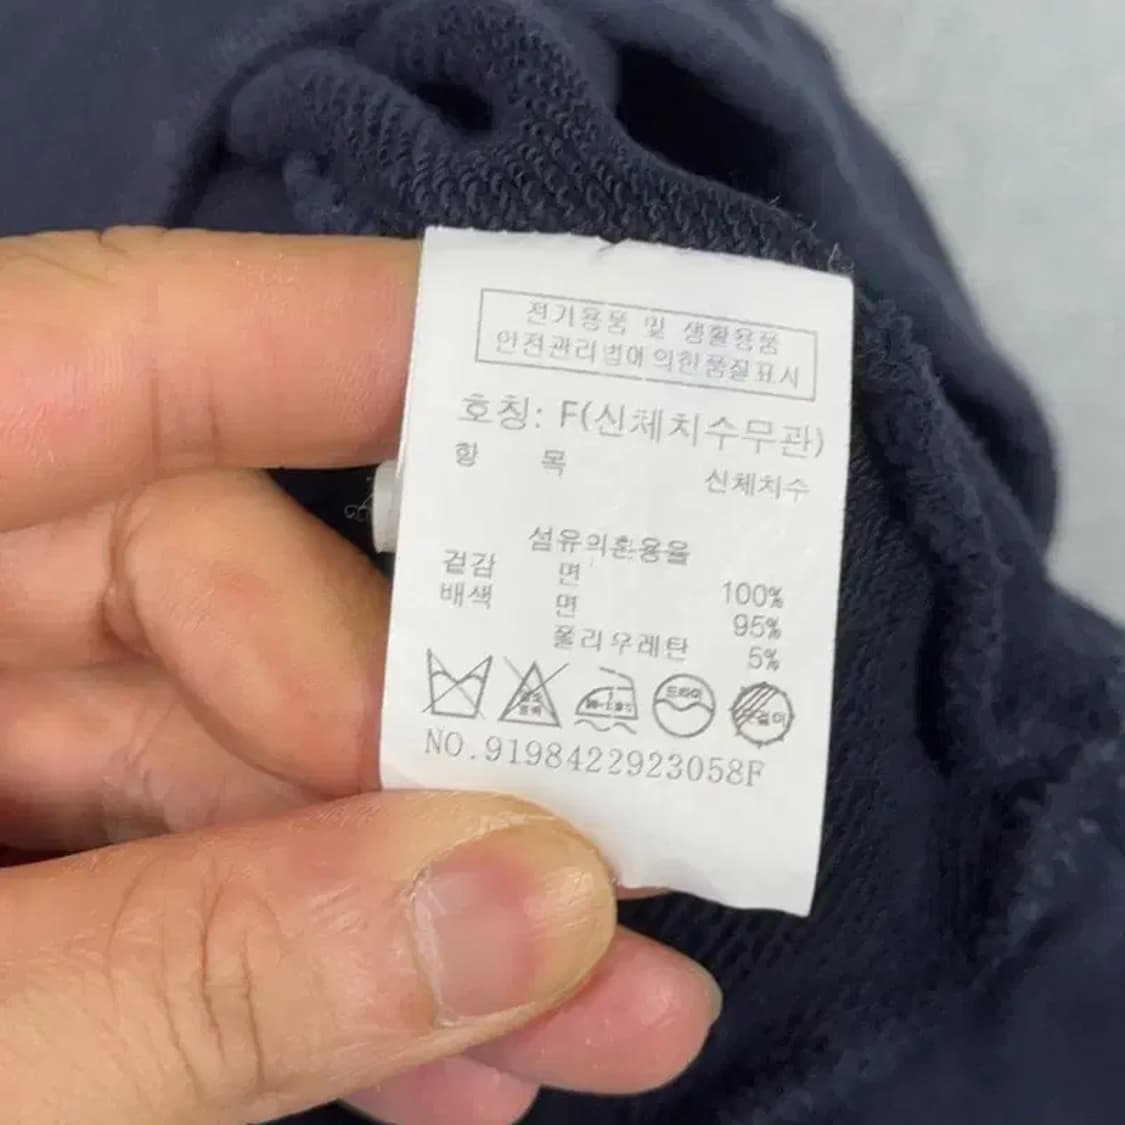 전기용품 및 생활용품
안전관리법에의한품질표시
호칭: F(신체치수무관)
항 목 신체치수
섬유의혼용율
겉감 면 100%
배색 면 95%
폴리우레탄 5%
드라이
NO.9198422923058F